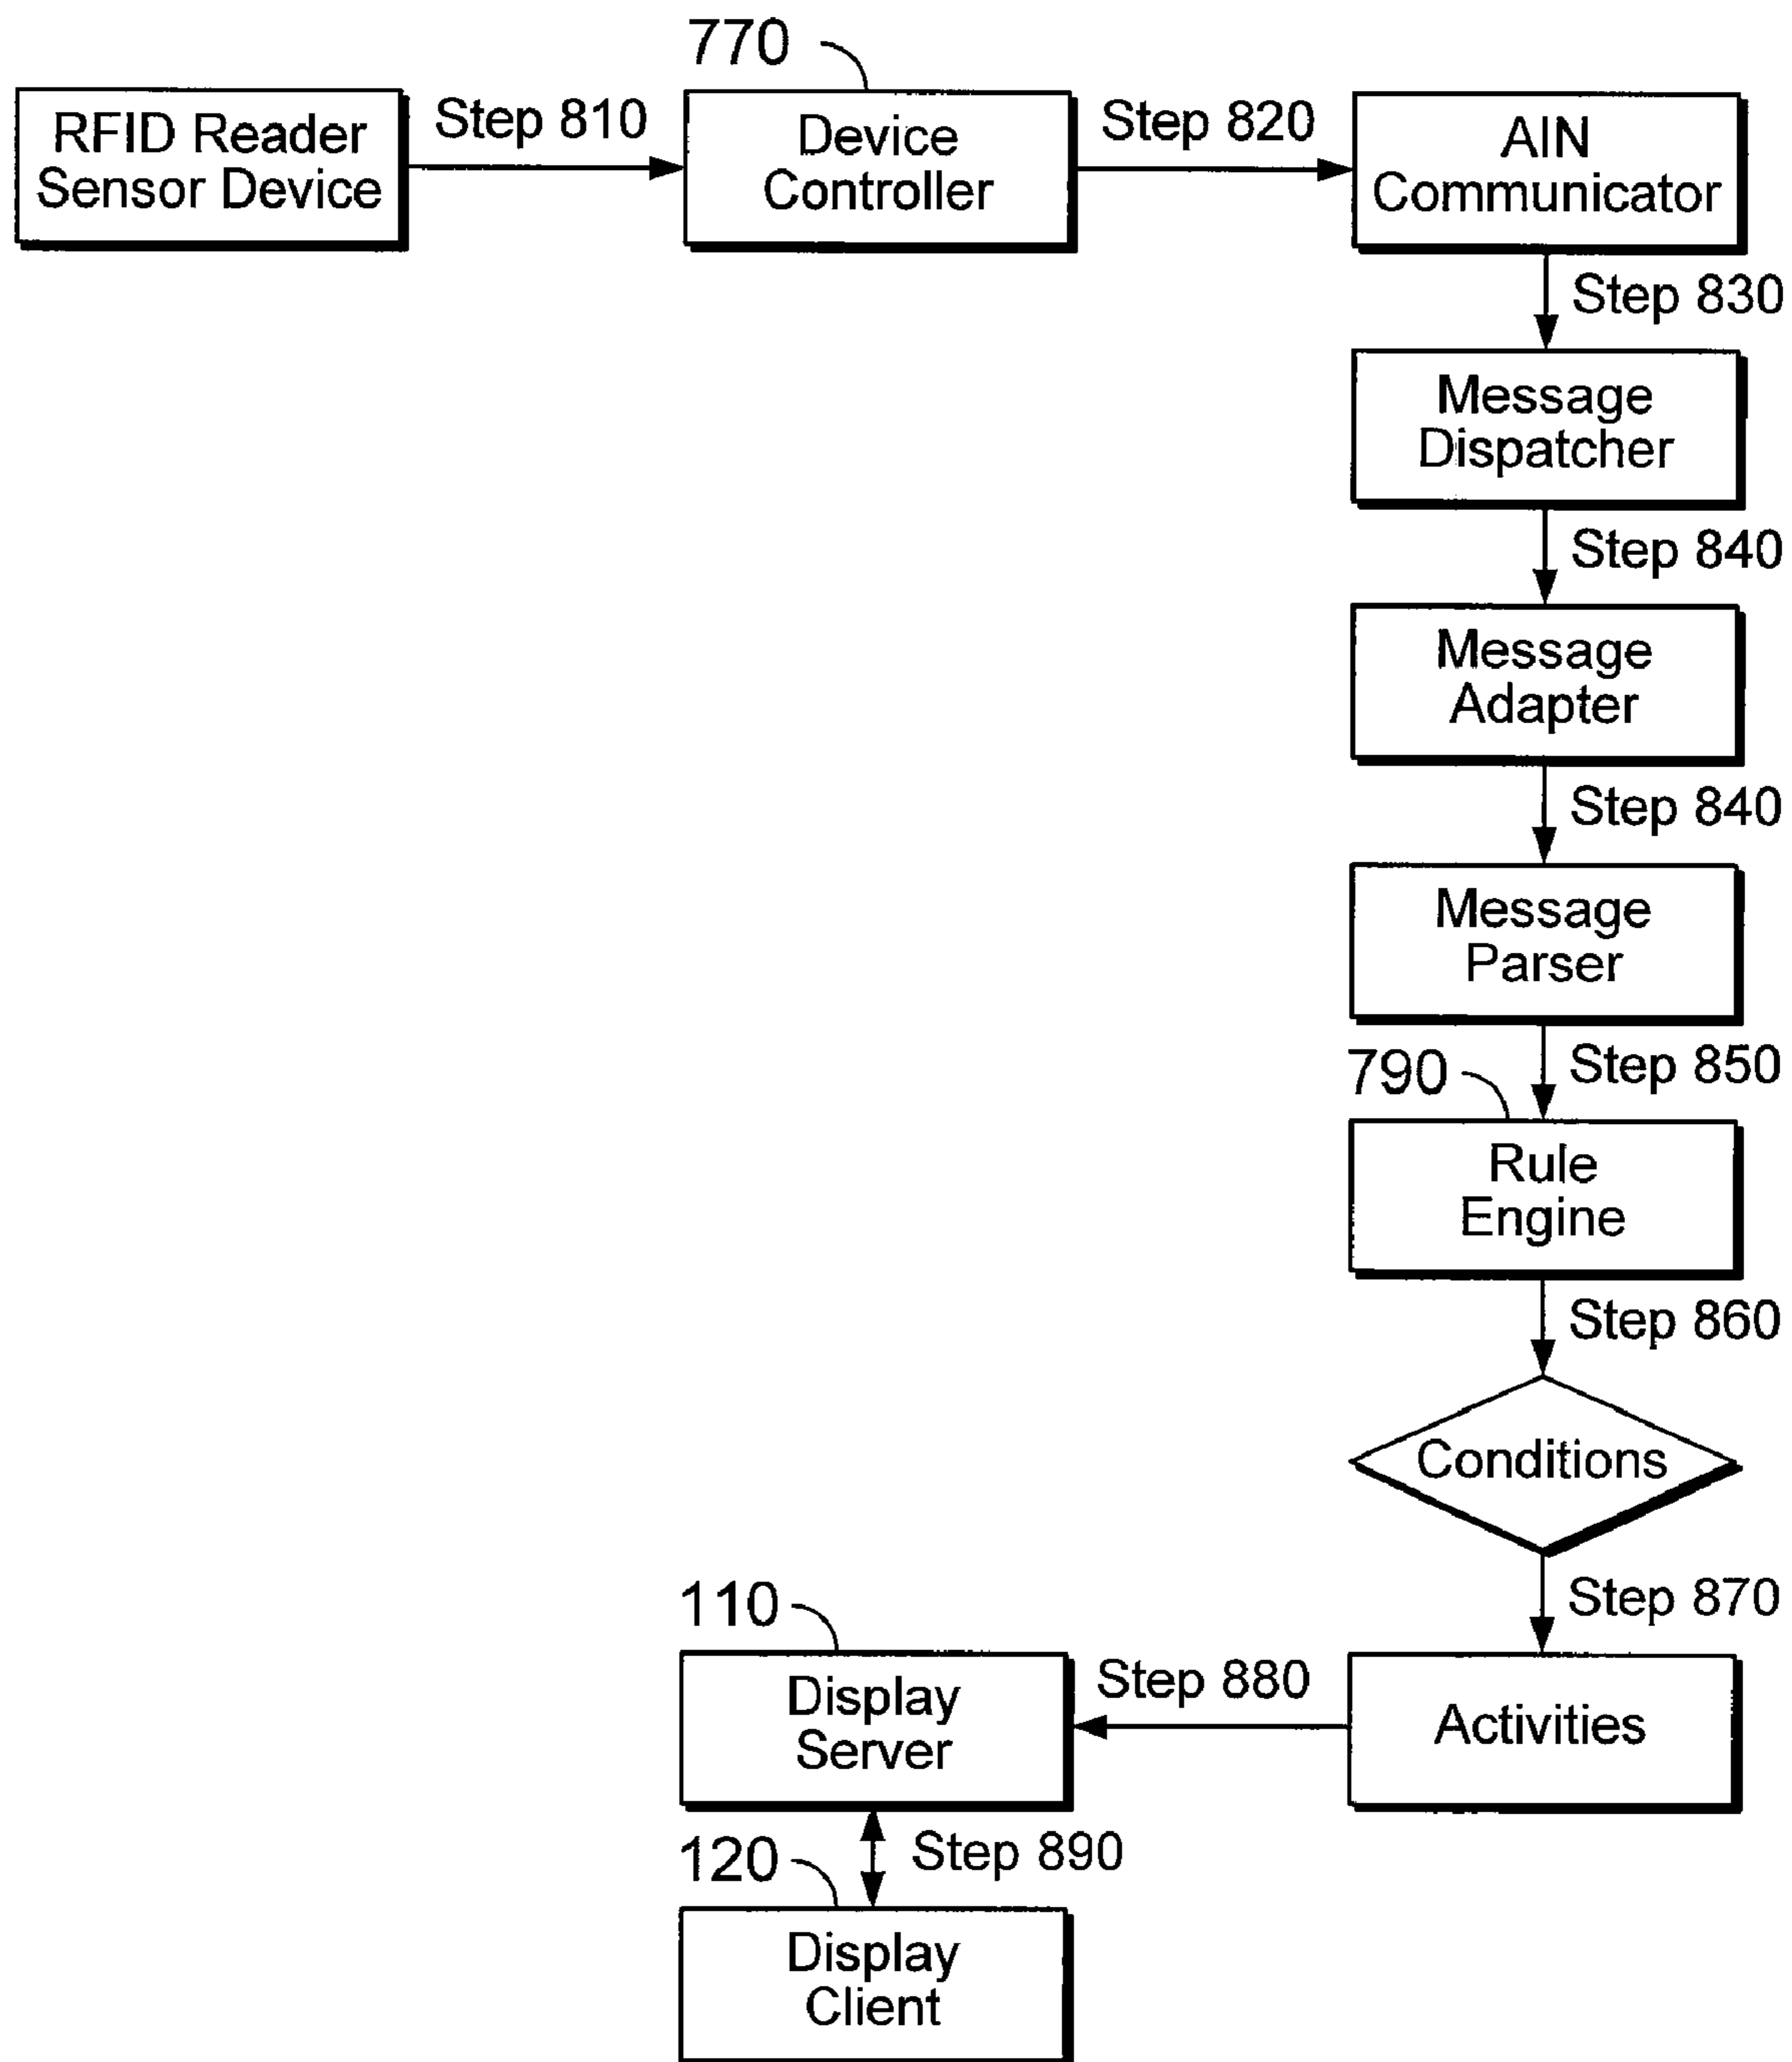 770
RFID Reader
Sensor Device
Step 810
Device
Controller
Step 820
AIN
Communicator
Step 830
Message
Dispatcher
Step 840
Message
Adapter
Step 840
Message
Parser
Step 850
790
Rule
Engine
Step 860
Conditions
Step 870
Activities
Step 880
110
Display
Server
Step 890
120
Display
Client